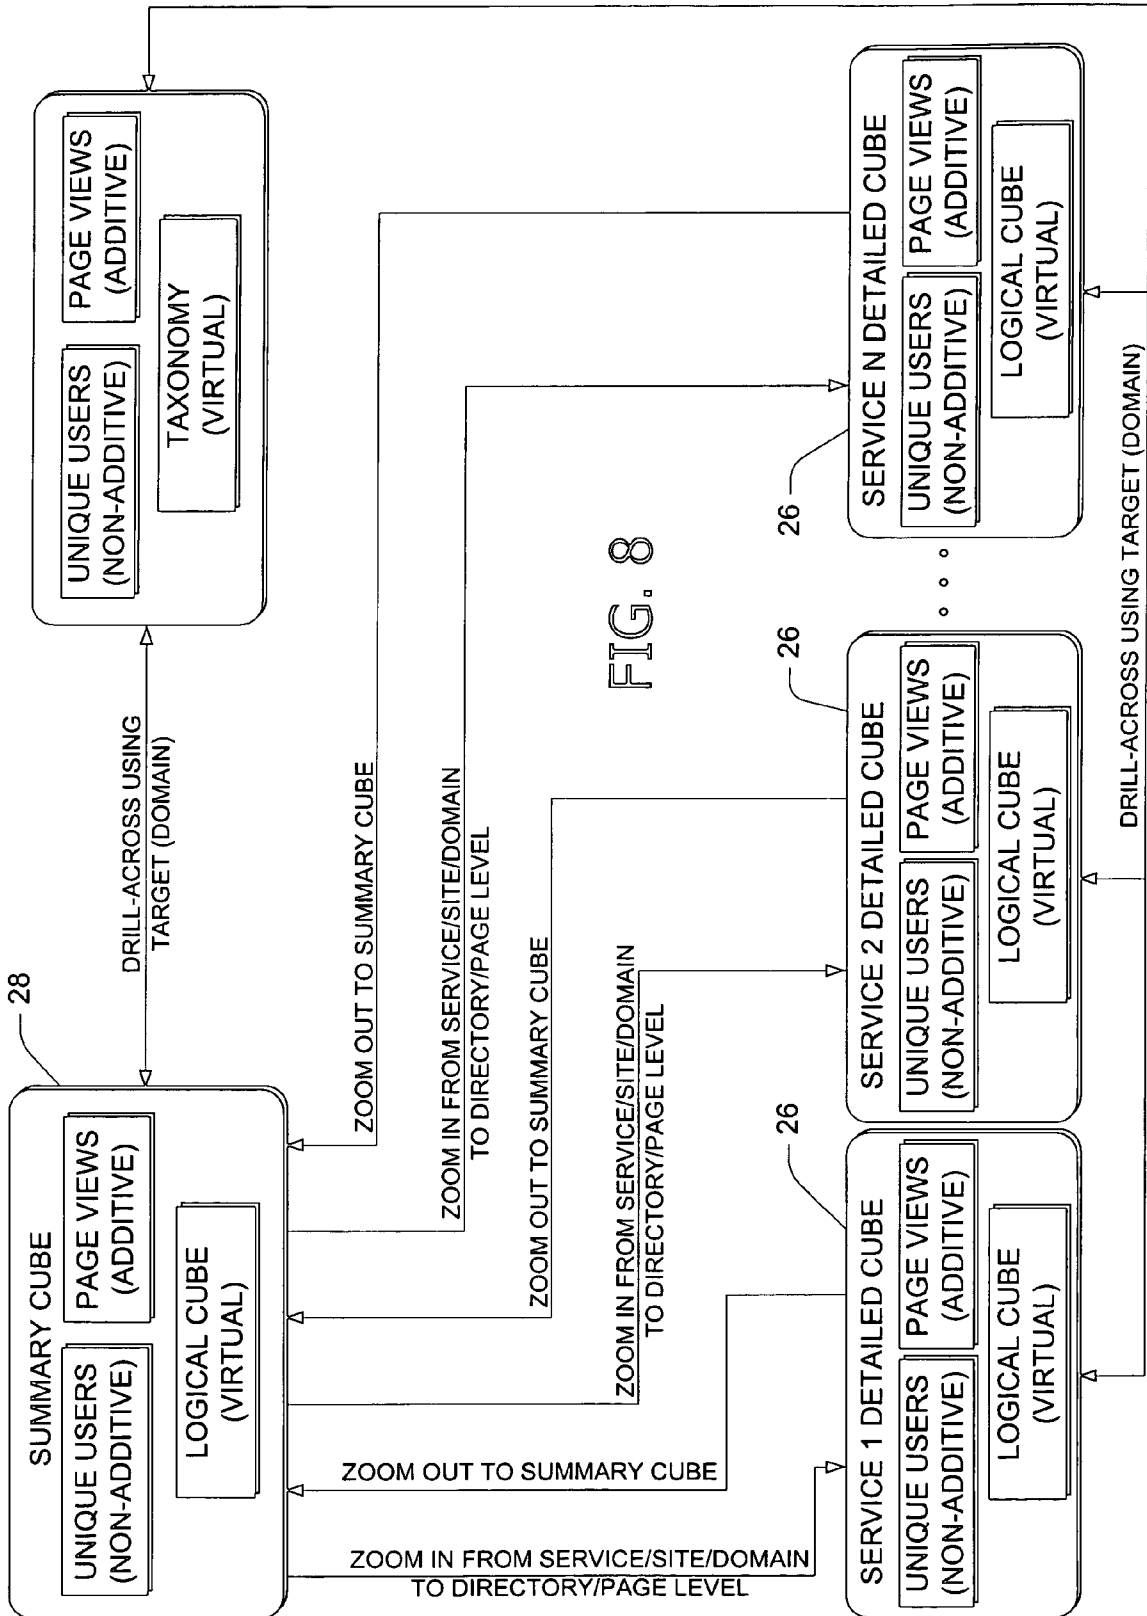 SUMMARY CUBE
28
UNIQUE USERS
(NON-ADDITIVE)
PAGE VIEWS
(ADDITIVE)
LOGICAL CUBE
(VIRTUAL)
DRILL-ACROSS USING
TARGET (DOMAIN)
UNIQUE USERS
(NON-ADDITIVE)
PAGE VIEWS
(ADDITIVE)
TAXONOMY
(VIRTUAL)
ZOOM IN FROM SERVICE/SITE/DOMAIN
TO DIRECTORY/PAGE LEVEL
ZOOM OUT TO SUMMARY CUBE
ZOOM IN FROM SERVICE/SITE/DOMAIN
TO DIRECTORY/PAGE LEVEL
ZOOM OUT TO SUMMARY CUBE
ZOOM IN FROM SERVICE/SITE/DOMAIN
TO DIRECTORY/PAGE LEVEL
ZOOM OUT TO SUMMARY CUBE
FIG. 8
26
SERVICE 1 DETAILED CUBE
UNIQUE USERS
(NON-ADDITIVE)
PAGE VIEWS
(ADDITIVE)
LOGICAL CUBE
(VIRTUAL)
26
SERVICE 2 DETAILED CUBE
UNIQUE USERS
(NON-ADDITIVE)
PAGE VIEWS
(ADDITIVE)
LOGICAL CUBE
(VIRTUAL)
26
SERVICE N DETAILED CUBE
UNIQUE USERS
(NON-ADDITIVE)
PAGE VIEWS
(ADDITIVE)
LOGICAL CUBE
(VIRTUAL)
DRILL-ACROSS USING TARGET (DOMAIN)